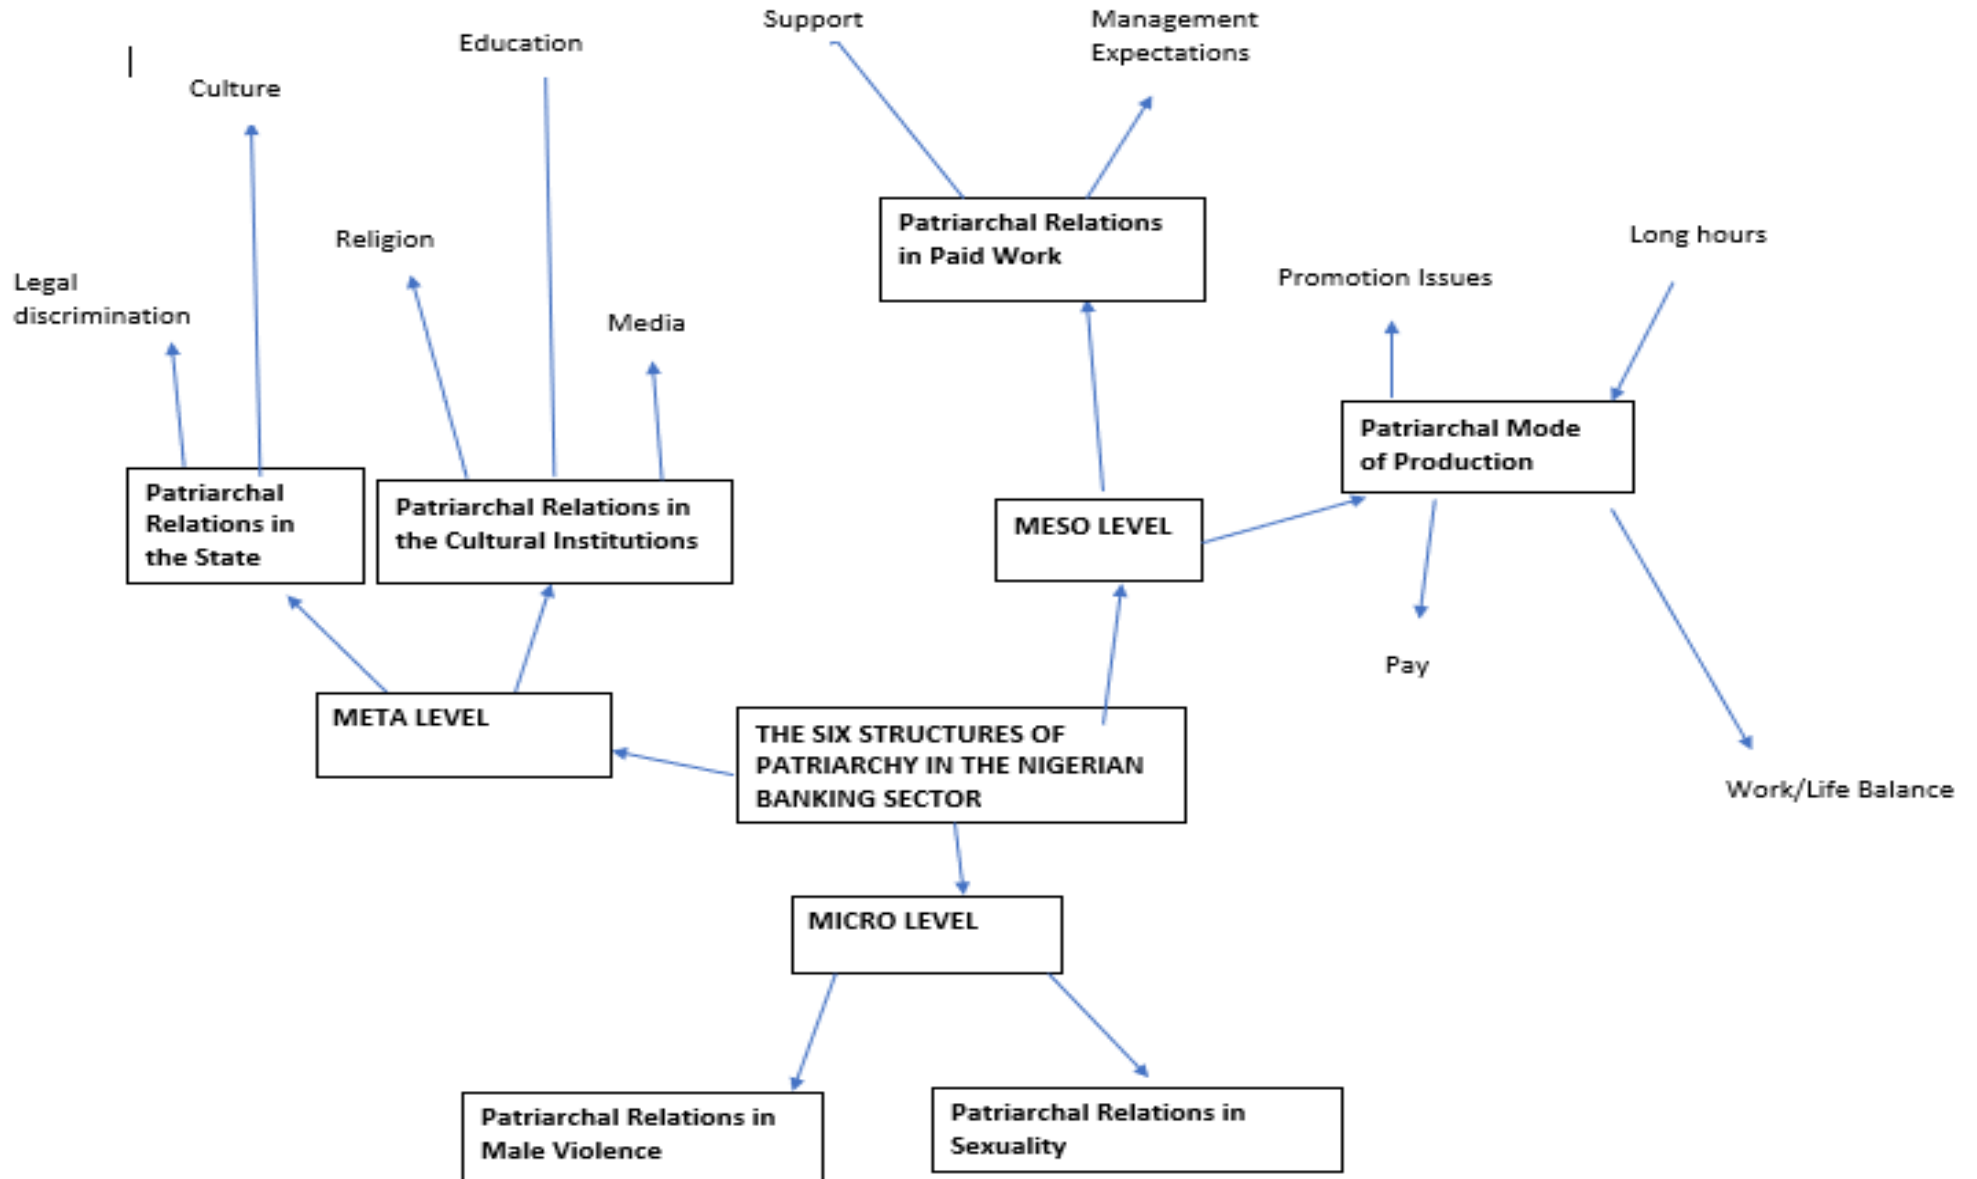 Support
Management
Expectations
Education
Culture
Religion
Legal
discrimination
Media
Patriarchal Relations
in Paid Work
Long hours
Promotion Issues
Patriarchal Mode
of Production
Patriarchal
Relations in
the State
Patriarchal Relations in
the Cultural Institutions
MESO LEVEL
Pay
META LEVEL
THE SIX STRUCTURES OF
PATRIARCHY IN THE NIGERIAN
BANKING SECTOR
Work/Life Balance
MICRO LEVEL
Patriarchal Relations in
Male Violence
Patriarchal Relations in
Sexuality